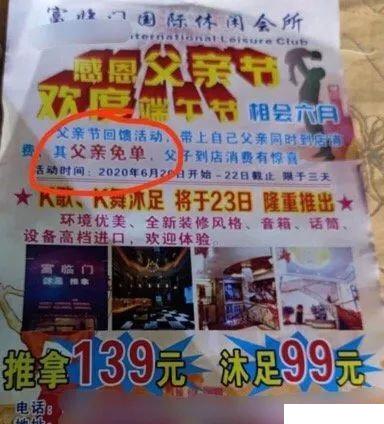 富临门国际休闲会所
International Leisure Club
感恩父亲节
欢度端午节 相会六月
父亲节回馈活动，带上自己父亲同时到店消
费，其父亲免单，父子到店消费有惊喜
活动时间：2020年6月20日开始-22日截止 限于三天
★K歌、K舞沐足 将于23日 隆重推出★
环境优美、全新装修风格、音箱、话筒、
设备高档进口，欢迎体验。
富临门
沐足 推拿
推拿139元 沐足99元
电话:
地址: